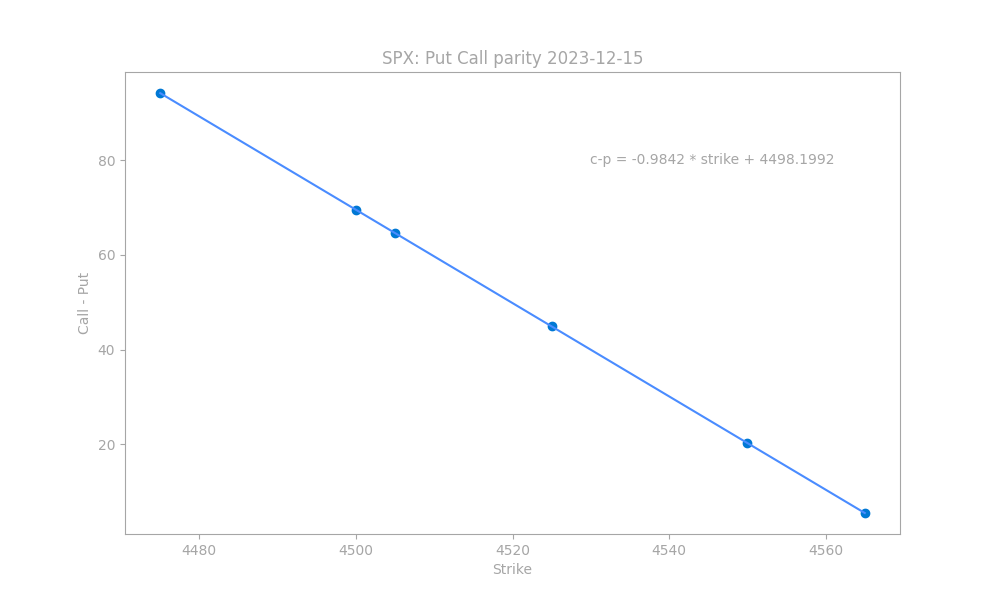 SPX: Put Call parity 2023-12-15
c-p = -0.9842 * strike + 4498.1992
80
60
40
20
Call - Put
4480 4500 4520 4540 4560
Strike